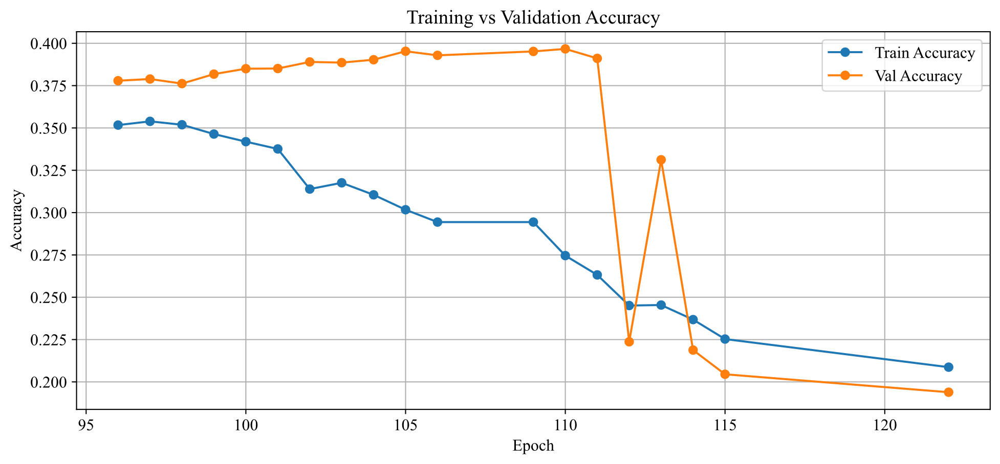 Training vs Validation Accuracy
Train Accuracy
Val Accuracy
Accuracy
0.400
0.375
0.350
0.325
0.300
0.275
0.250
0.225
0.200
95 100 105 110 115 120
Epoch